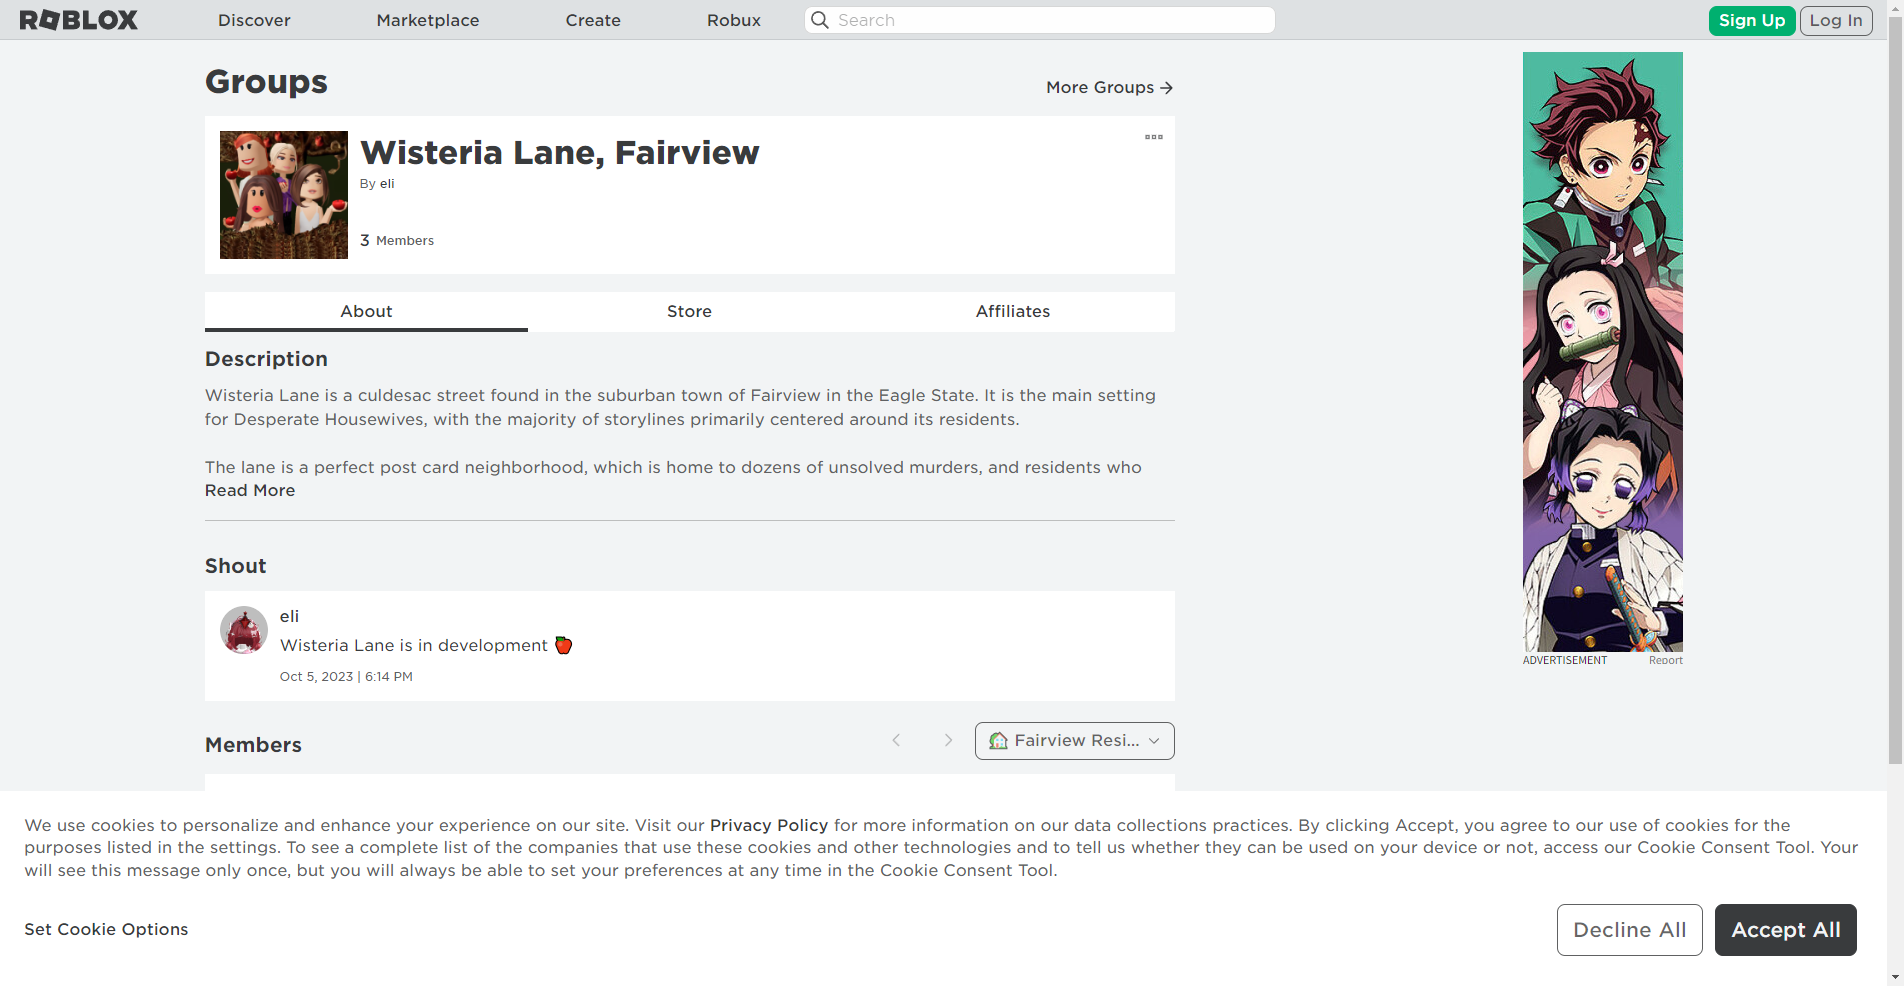 ROBLOX
Discover
Marketplace
Create
Robux
Search
Sign Up
Log In
Groups
More Groups
Wisteria Lane, Fairview
By eli
3 Members
About
Store
Affiliates
Description
Wisteria Lane is a culdesac street found in the suburban town of Fairview in the Eagle State. It is the main setting
for Desperate Housewives, with the majority of storylines primarily centered around its residents.
The lane is a perfect post card neighborhood, which is home to dozens of unsolved murders, and residents who
Read More
Shout
eli
Wisteria Lane is in development 🍎
Oct 5, 2023 | 6:14 PM
Members
🏡 Fairview Resi...
ADVERTISEMENT
Report
We use cookies to personalize and enhance your experience on our site. Visit our Privacy Policy for more information on our data collections practices. By clicking Accept, you agree to our use of cookies for the
purposes listed in the settings. To see a complete list of the companies that use these cookies and other technologies and to tell us whether they can be used on your device or not, access our Cookie Consent Tool. Your
will see this message only once, but you will always be able to set your preferences at any time in the Cookie Consent Tool.
Set Cookie Options
Decline All
Accept All